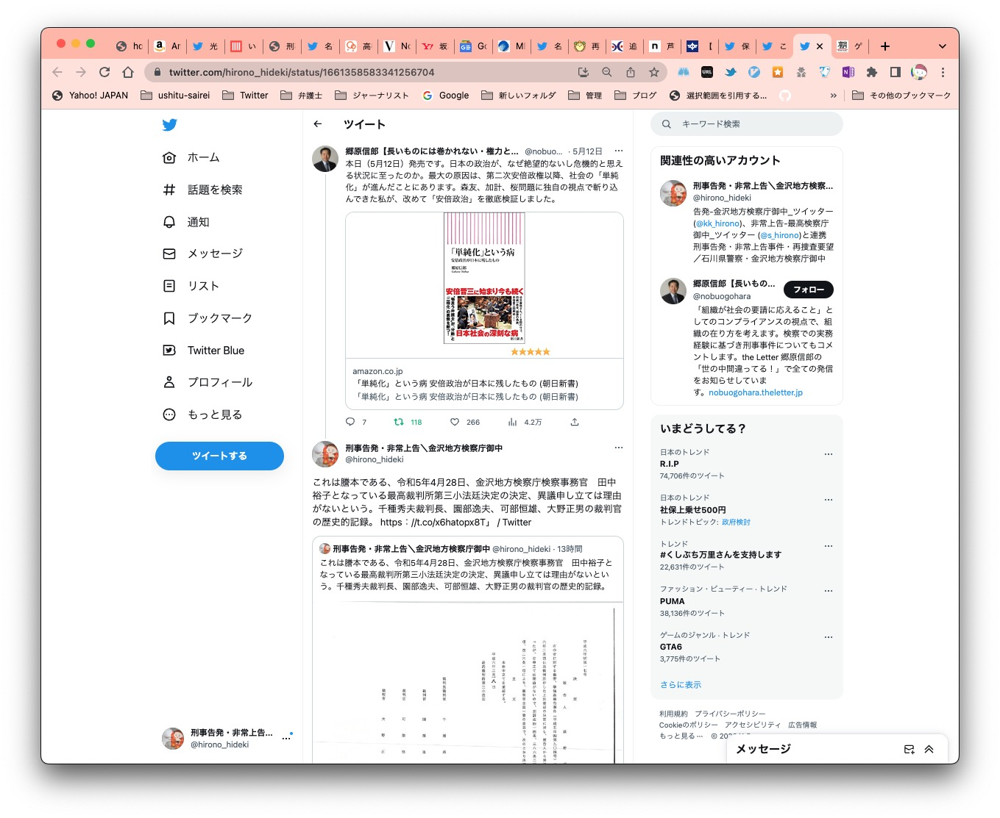 ho
Ar
光
い
刑
名
高
No
坂
Go
M
名
再
追
芦
【
保
こ
ゲ
twitter.com/hirono_hideki/status/1661358583341256704
Yahoo! JAPAN
ushitu-sairei
Twitter
弁護士
ジャーナリスト
Google
新しいフォルダ
管理
ブログ
選択範囲を引用する...
»
その他のブックマーク
ホーム
話題を検索
通知
メッセージ
リスト
ブックマーク
Twitter Blue
プロフィール
もっと見る
ツイートする
刑事告発・非常上告...
@hirono_hideki
ツイート
郷原信郎【長いものには巻かれない・権力と... @nobuo... · 5月12日
本日（5月12日）発売です。日本の政治が、なぜ絶望的ないし危機的と思え
る状況に至ったのか。最大の原因は、第二次安倍政権以降、社会の「単純
化」が進んだことにあります。森友、加計、桜問題に独自の視点で斬り込
んできた私が、改めて「安倍政治」を徹底検証しました。
「単純化」という病
安倍政治が日本に残したもの
郷原信郎
安倍晋三に始まり今も続く
日本社会の深刻な病
朝日新書
amazon.co.jp
「単純化」という病 安倍政治が日本に残したもの (朝日新書)
「単純化」という病 安倍政治が日本に残したもの (朝日新書)
7
118
266
4.2万
刑事告発・非常上告＼金沢地方検察庁御中
@hirono_hideki
これは謄本である、令和5年4月28日、金沢地方検察庁検察事務官　田中
裕子となっている最高裁判所第三小法廷決定の決定、異議申し立ては理由
がないという。千種秀夫裁判長、園部逸夫、可部恒雄、大野正男の裁判官
の歴史的記録。 https：//t.co/x6hatopx8T」 / Twitter
刑事告発・非常上告＼金沢地方検察庁御中 @hirono_hideki · 13時間
これは謄本である、令和5年4月28日、金沢地方検察庁検察事務官　田中裕子と
なっている最高裁判所第三小法廷決定の決定、異議申し立ては理由がないとい
う。千種秀夫裁判長、園部逸夫、可部恒雄、大野正男の裁判官の歴史的記録。
キーワード検索
関連性の高いアカウント
刑事告発・非常上告＼金沢地方検察...
@hirono_hideki
告発-金沢地方検察庁御中_ツイッター
(@kk_hirono)、非常上告-最高検察庁
御中_ツイッター (@s_hirono)と連携
刑事告発・非常上告事件・再捜査要望
／石川県警察・金沢地方検察庁御中
郷原信郎【長いもの...
@nobuogohara
フォロー
「組織が社会の要請に応えること」と
してのコンプライアンスの視点で、組
織の在り方を考えます。検察での実務
経験に基づき刑事事件についてもコメ
ントします。the Letter 郷原信郎の
「世の中間違ってる！」で全ての発信
をお知らせしていま
す。nobuogohara.theletter.jp
いまどうしてる？
日本のトレンド
R.I.P
74,706件のツイート
日本のトレンド
社保上乗せ500円
トレンドトピック: 政府検討
トレンド
#くしぶち万里さんを支持します
22,631件のツイート
ファッション・ビューティー · トレンド
PUMA
38,136件のツイート
ゲームのジャンル · トレンド
GTA6
3,775件のツイート
さらに表示
利用規約　プライバシーポリシー
Cookieのポリシー　アクセシビリティ　広告情報
もっと見る ···　© 20
メッセージ